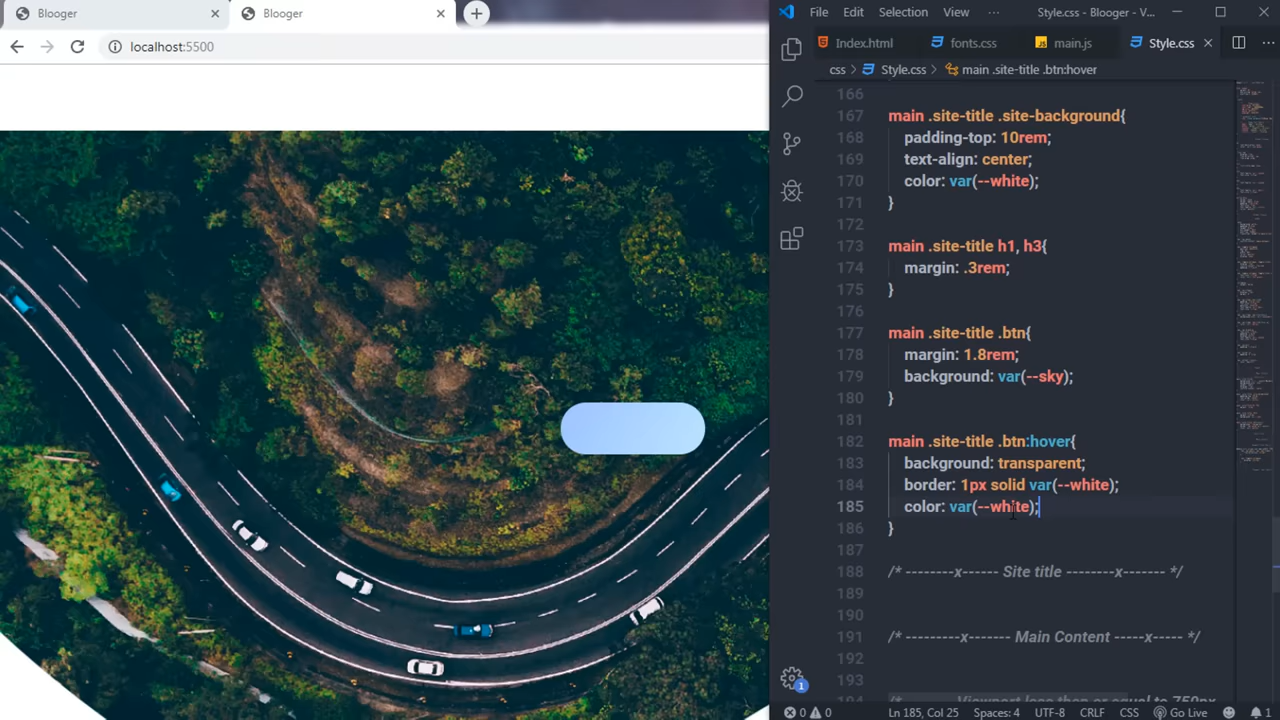 Blooger
Blooger
localhost:5500
File Edit Selection View ··· Style.css - Blooger - V...
Index.html fonts.css main.js Style.css
css > Style.css > main .site-title .btn:hover
166
167 main .site-title .site-background{
168 padding-top: 10rem;
169 text-align: center;
170 color: var(--white);
171 }
172
173 main .site-title h1, h3{
174 margin: .3rem;
175 }
176
177 main .site-title .btn{
178 margin: 1.8rem;
179 background: var(--sky);
180 }
181
182 main .site-title .btn:hover{
183 background: transparent;
184 border: 1px solid var(--white);
185 color: var(--white);
186 }
187
188 /* --------x------ Site title --------x------- */
189
190
191 /* ---------x------- Main Content -----x----- */
192
193
1
0 0 Ln 185, Col 25 Spaces: 4 UTF-8 CRLF CSS Go Live 1